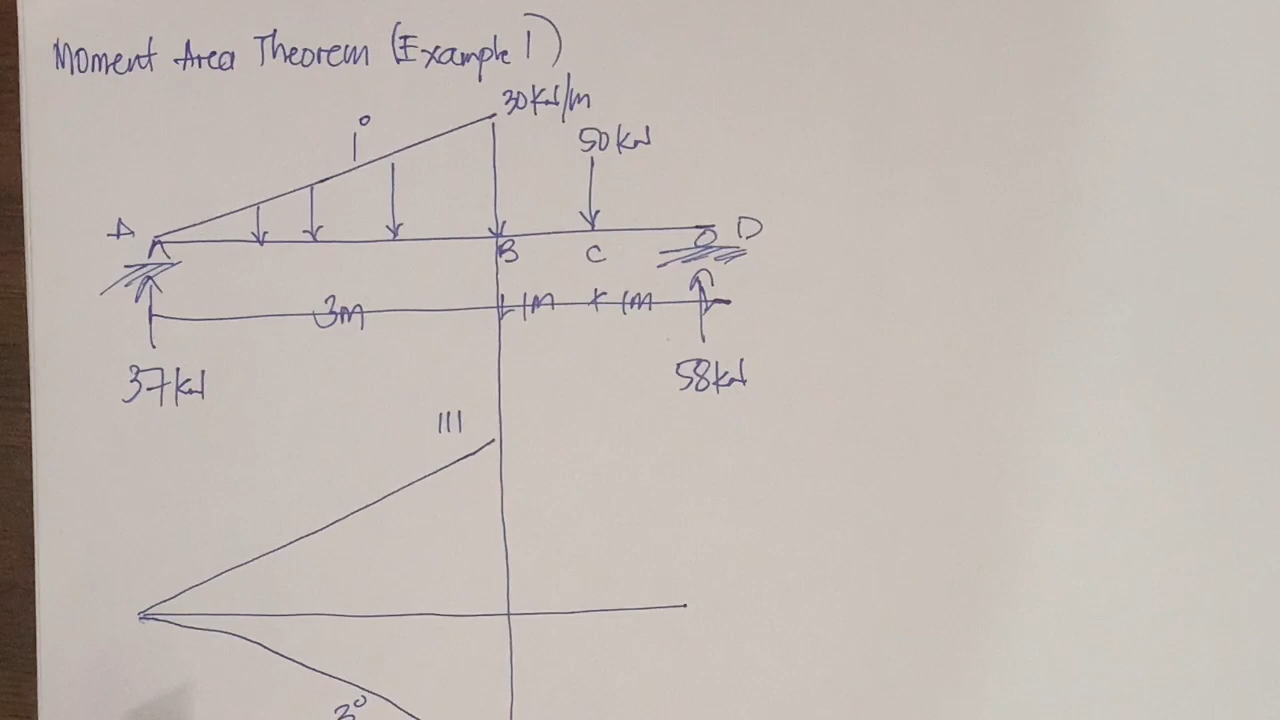 Moment Area Theorem (Example 1)
30kN/m
1°
50kN
A
B
C
D
3m
1m
1m
37kN
58kN
111
3°